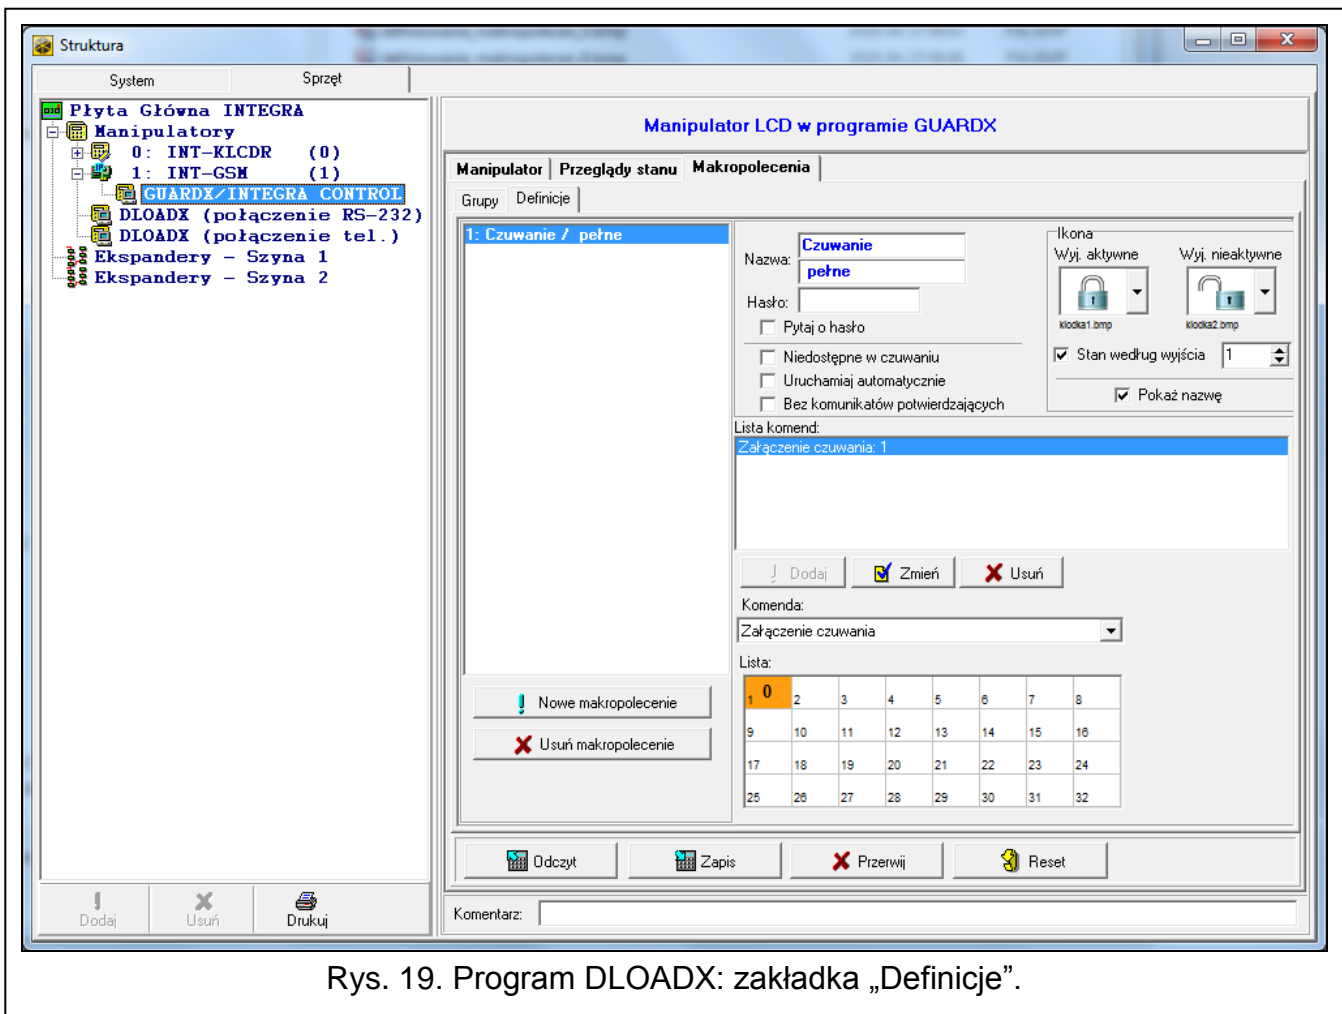 Struktura
System Sprzęt
Płyta Główna INTEGRA
Manipulatory
0: INT-KLCDR (0)
1: INT-GSM (1)
GUARDX/INTEGRA CONTROL
DLOADX (połączenie RS-232)
DLOADX (połączenie tel.)
Ekspandery - Szyna 1
Ekspandery - Szyna 2
Dodaj Usuń Drukuj
Manipulator LCD w programie GUARDX
Manipulator Przeglądy stanu Makropolecenia
Grupy Definicje
1: Czuwanie / pełne
Nowe makropolecenie
Usuń makropolecenie
Nazwa: Czuwanie
pełne
Hasło:
Pytaj o hasło
Niedostępne w czuwaniu
Uruchamiaj automatycznie
Bez komunikatów potwierdzających
Ikona
Wyj. aktywne Wyj. nieaktywne
klodka1.bmp klodka2.bmp
Stan według wyjścia 1
Pokaż nazwę
Lista komend:
Załączenie czuwania: 1
Dodaj Zmień Usuń
Komenda:
Załączenie czuwania
Lista:
1 0 2 3 4 5 6 7 8
9 10 11 12 13 14 15 16
17 18 19 20 21 22 23 24
25 26 27 28 29 30 31 32
Odczyt Zapis Przerwij Reset
Komentarz:
Rys. 19. Program DLOADX: zakładka „Definicje”.